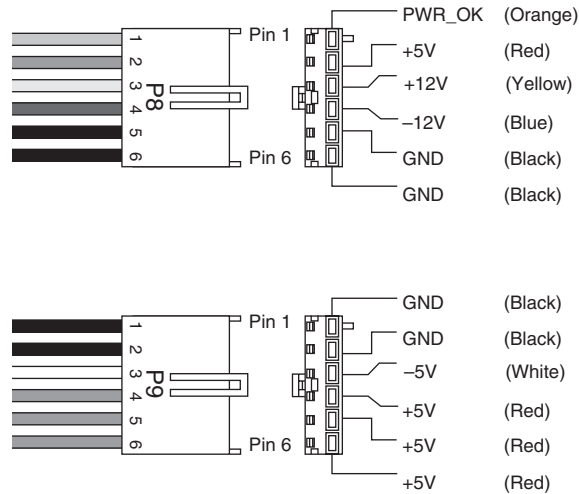 Pin 1
PWR_OK (Orange)
+5V (Red)
+12V (Yellow)
–12V (Blue)
GND (Black)
GND (Black)
Pin 6
1
2
3
4
5
6
P8
Pin 1
GND (Black)
GND (Black)
–5V (White)
+5V (Red)
+5V (Red)
+5V (Red)
Pin 6
1
2
3
4
5
6
P9